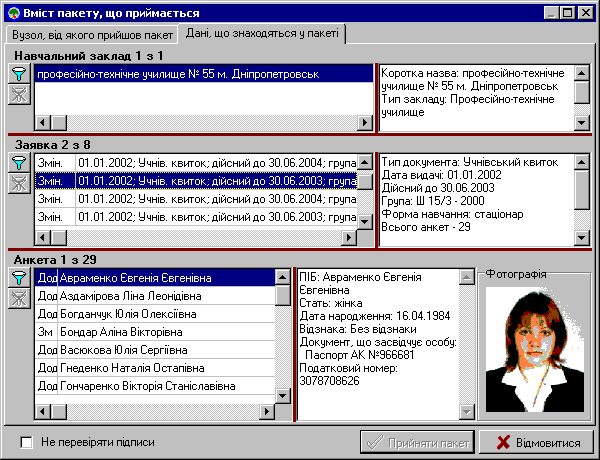 Вміст пакету, що приймається
Вузол, від якого прийшов пакет
Дані, що знаходяться у пакеті
Навчальний заклад 1 з 1
професійно-технічне училище № 55 м. Дніпропетровськ
Коротка назва: професійно-технічне
училище № 55 м. Дніпропетровськ
Тип закладу: Професійно-технічне
училище
Заявка 2 з 8
Змін. 01.01.2002; Учнів. квиток; дійсний до 30.06.2004; група
Змін. 01.01.2002; Учнів. квиток; дійсний до 30.06.2003; група
Змін. 01.01.2002; Учнів. квиток; дійсний до 30.06.2004; група
Змін. 01.01.2002; Учнів. квиток; дійсний до 30.06.2003; група
Тип документа: Учнівський квиток
Дата видачі: 01.01.2002
Дійсний до 30.06.2003
Група: Ш 15/3 - 2000
Форма навчання: стаціонар
Всього анкет - 29
Анкета 1 з 29
Дод Авраменко Євгенія Євгенівна
Дод Аздамірова Ліна Леонідівна
Дод Богданчук Юлія Олексіївна
Зм Бондар Аліна Вікторівна
Дод Васюкова Юлія Сергіївна
Дод Гнеденко Наталія Остапівна
Дод Гончаренко Вікторія Станіславівна
ПІБ: Авраменко Євгенія
Євгенівна
Стать: жінка
Дата народження: 16.04.1984
Відзнака: Без відзнаки
Документ, що засвідчує особу:
Паспорт АК №966681
Податковий номер:
3078708626
Фотографія
Не перевіряти підписи
Прийняти пакет
Відмовитися